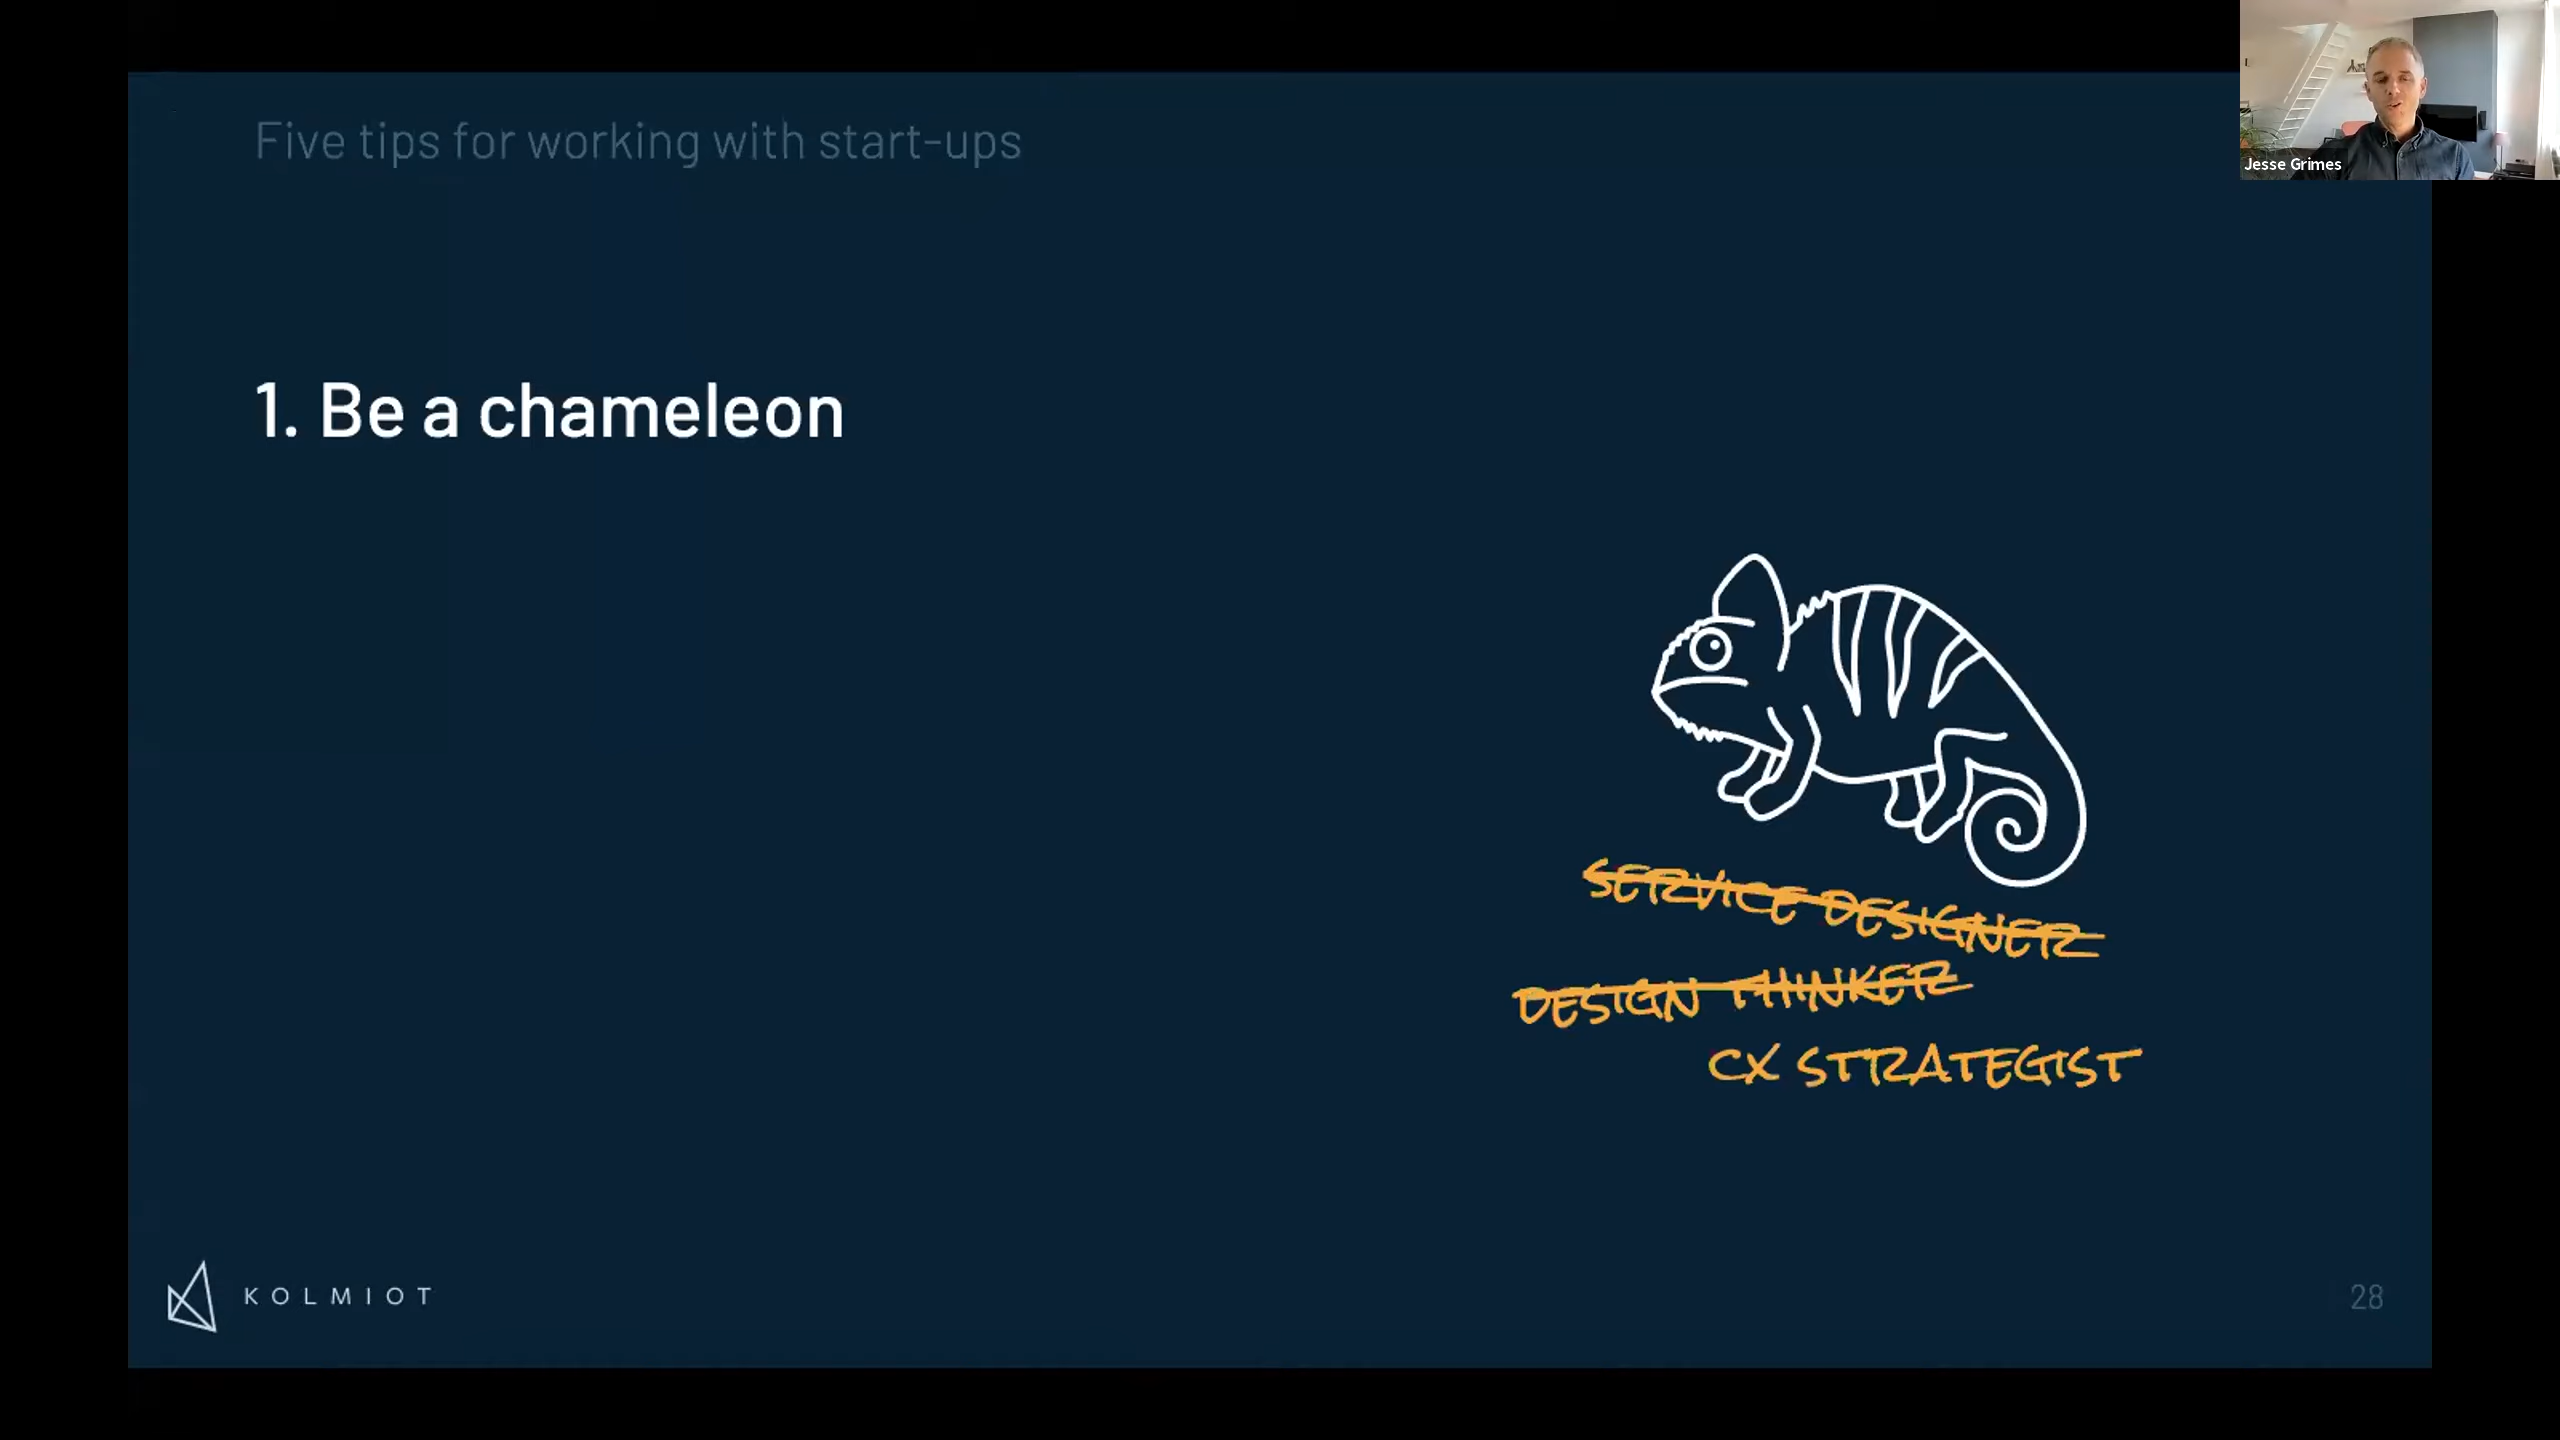 Five tips for working with start-ups
Jesse Grimes
1. Be a chameleon
SERVICE DESIGNER
DESIGN THINKER
CX STRATEGIST
KOLMIOT
28